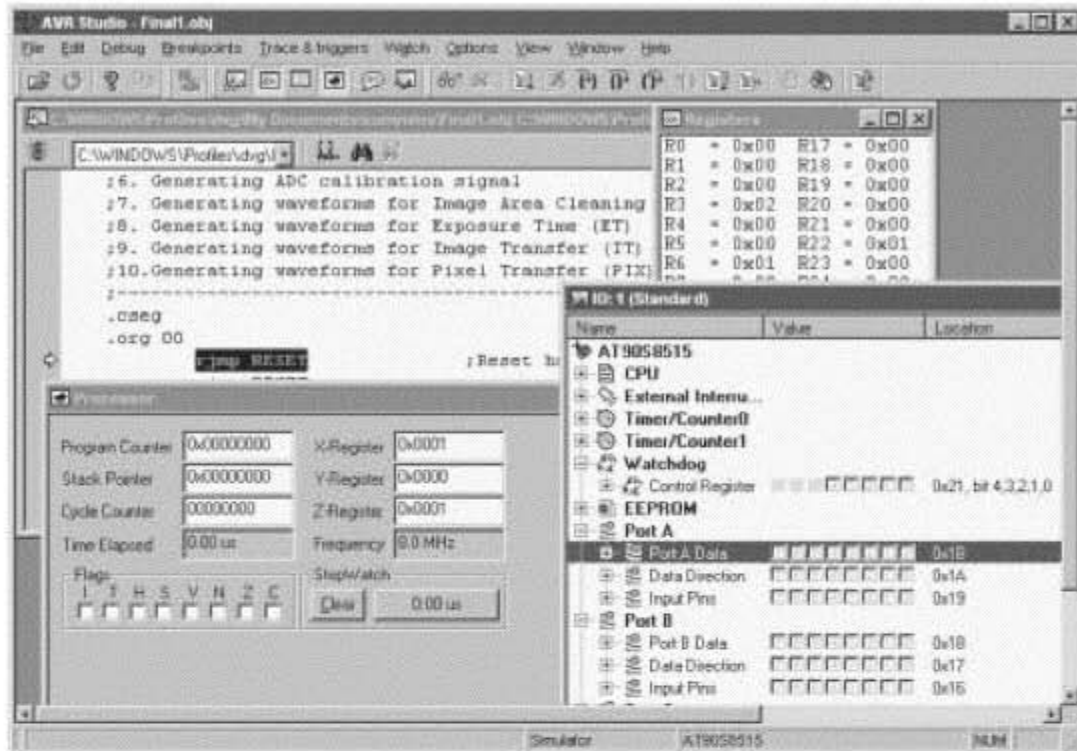 AVR Studio - Final1.obj
File Edit Debug Breakpoints Trace & triggers Watch Options View Window Help
C:\WINDOWS\Profiles\dvg\
;6. Generating ADC calibration signal
;7. Generating waveforms for Image Area Cleaning
;8. Generating waveforms for Exposure Time (ET)
;9. Generating waveforms for Image Transfer (IT)
;10.Generating waveforms for Pixel Transfer (PIX)
.cseg
.org 00
rjmp RESET ;Reset
Registers
R0 = 0x00 R17 = 0x00
R1 = 0x00 R18 = 0x00
R2 = 0x00 R19 = 0x00
R3 = 0x02 R20 = 0x00
R4 = 0x00 R21 = 0x00
R5 = 0x00 R22 = 0x01
R6 = 0x01 R23 = 0x00
Processor
Program Counter 0x00000000 X-Register 0x0001
Stack Pointer 0x00000000 Y-Register 0x0000
Cycle Counter 00000000 Z-Register 0x0001
Time Elapsed 0.00 us Frequency MHz
Flags
I T H S V N Z C
StopWatch
Clear 0.00 us
IO: 1 (Standard)
Name Value Location
AT90S8515
CPU
External Interru...
Timer/Counter0
Timer/Counter1
Watchdog
Control Register 0x21, bit 4,3,2,1,0
EEPROM
Port A
Port A Data 0x1B
Data Direction 0x1A
Input Pins 0x19
Port B
Port B Data 0x18
Data Direction 0x17
Input Pins 0x16
Simulator AT90S8515 NUM